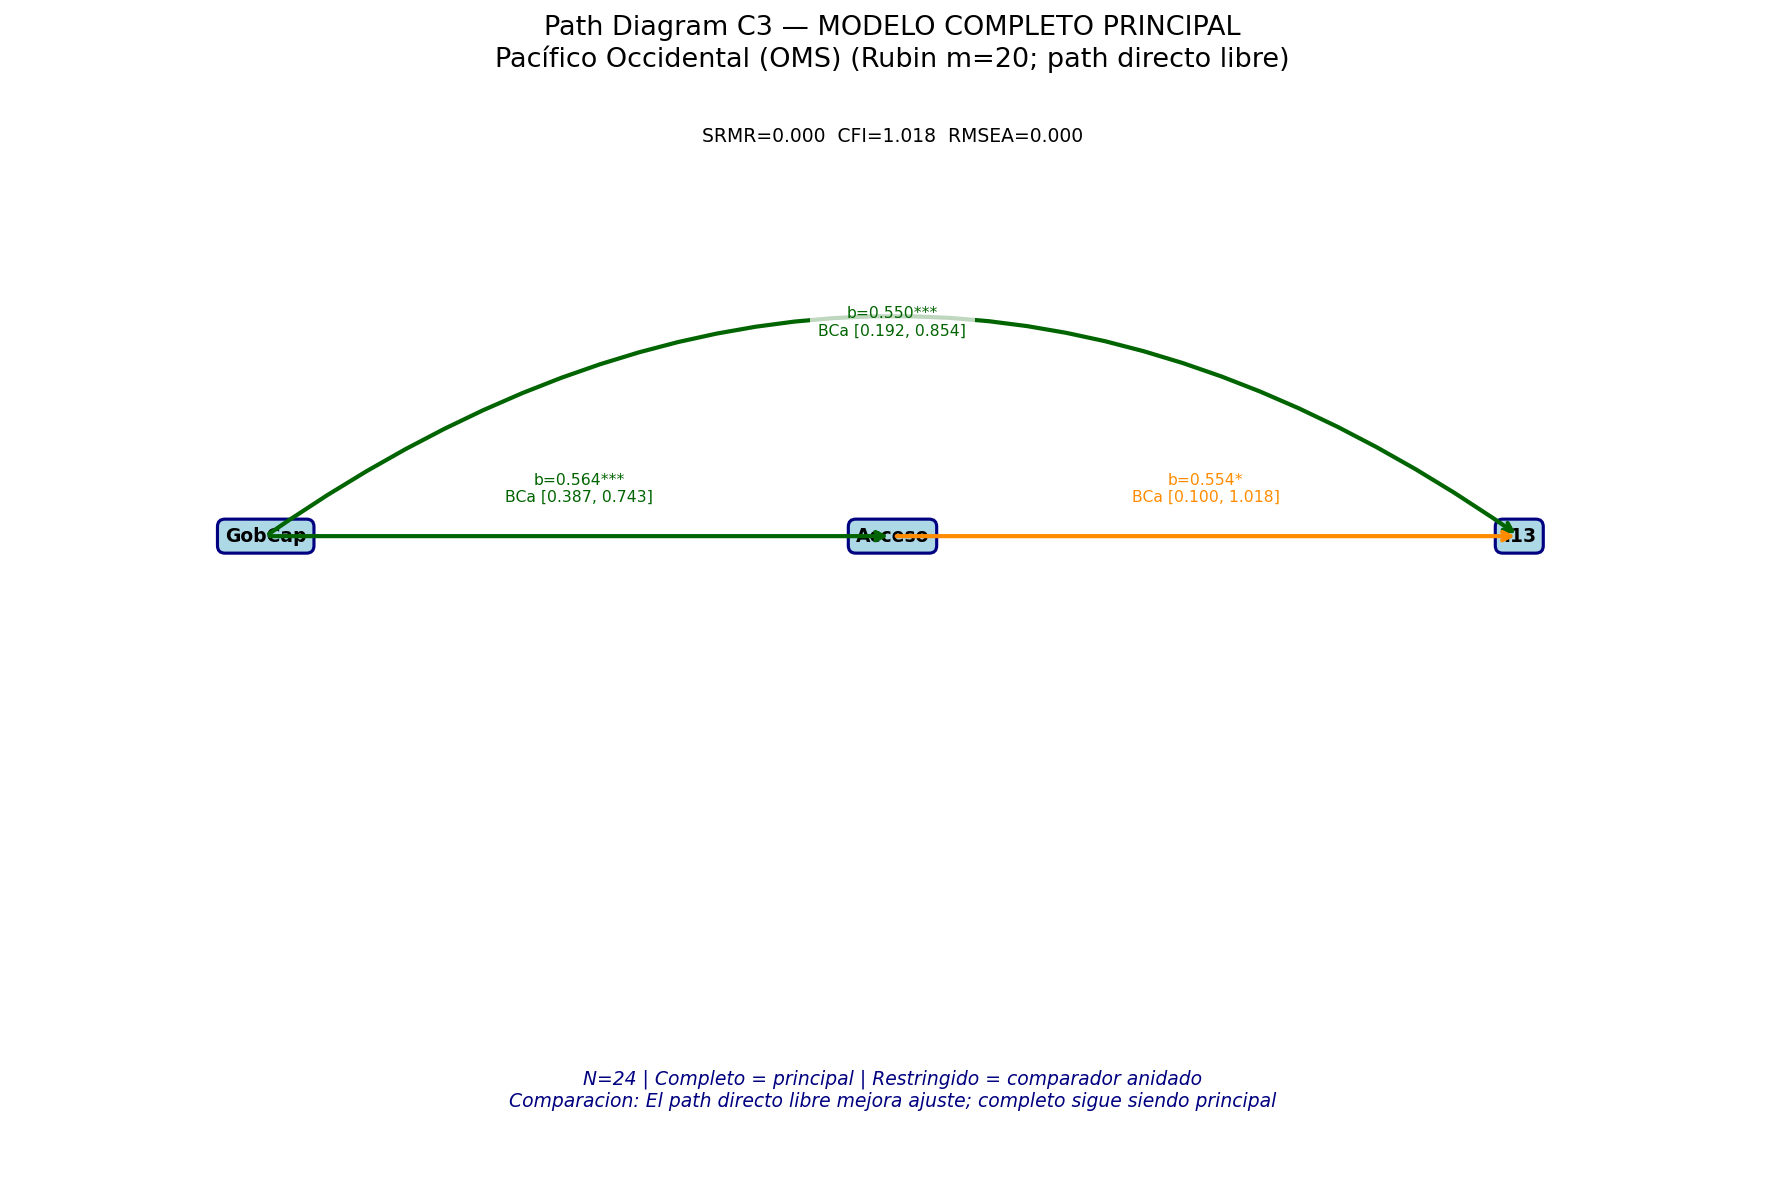 Path Diagram C3 — MODELO COMPLETO PRINCIPAL
Pacífico Occidental (OMS) (Rubin m=20; path directo libre)
SRMR=0.000  CFI=1.018  RMSEA=0.000
b=0.550***
BCa [0.192, 0.854]
b=0.564***
BCa [0.387, 0.743]
b=0.554*
BCa [0.100, 1.018]
GobCap
Acceso
N=24 | Completo = principal | Restringido = comparador anidado
Comparacion: El path directo libre mejora ajuste; completo sigue siendo principal